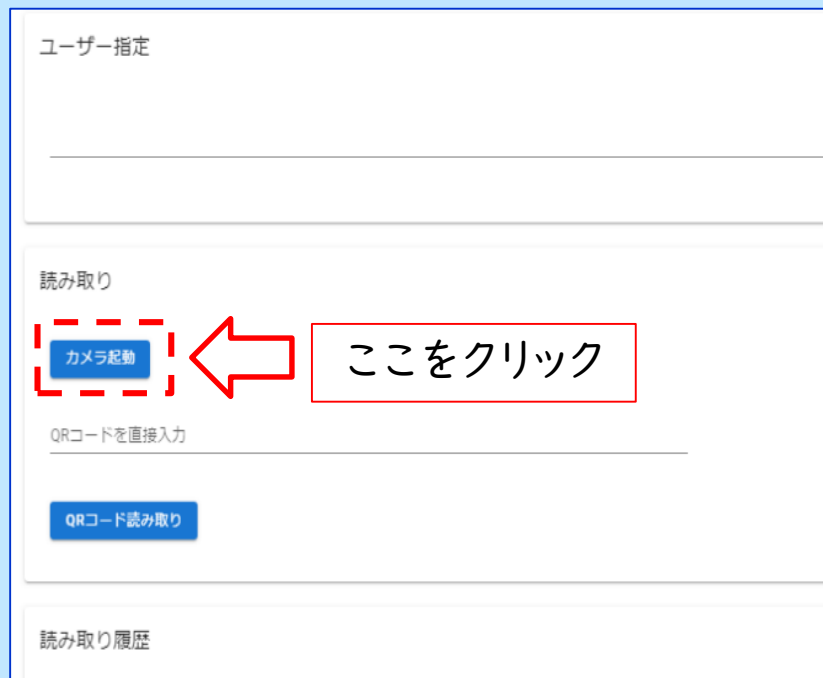 ユーザー指定
読み取り
カメラ起動
ここをクリック
QRコードを直接入力
QRコード読み取り
読み取り履歴